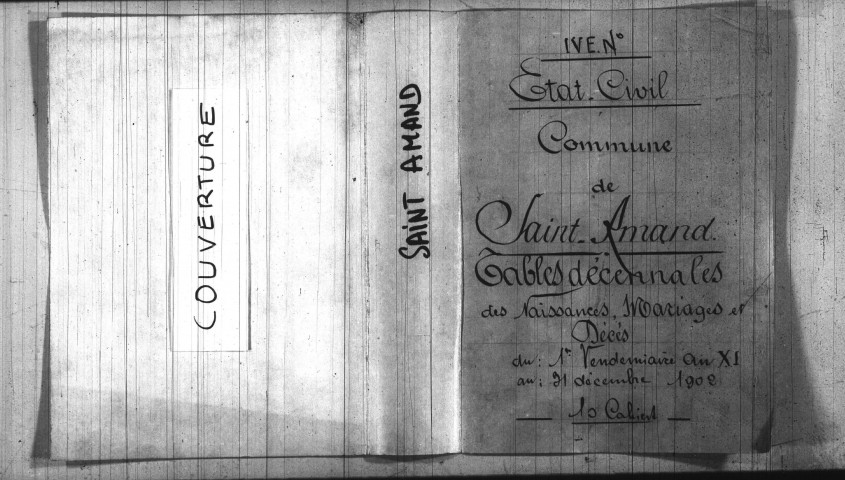 COUVERTURE
SAINT AMAND
IVE.N°
Etat-Civil
Commune
de
Saint-Amand.
Tables décennales
des Naissances, Mariages et
Décès
du: 1er Vendemiaire An XI
au: 31 décembre 1902
10 Cahiers